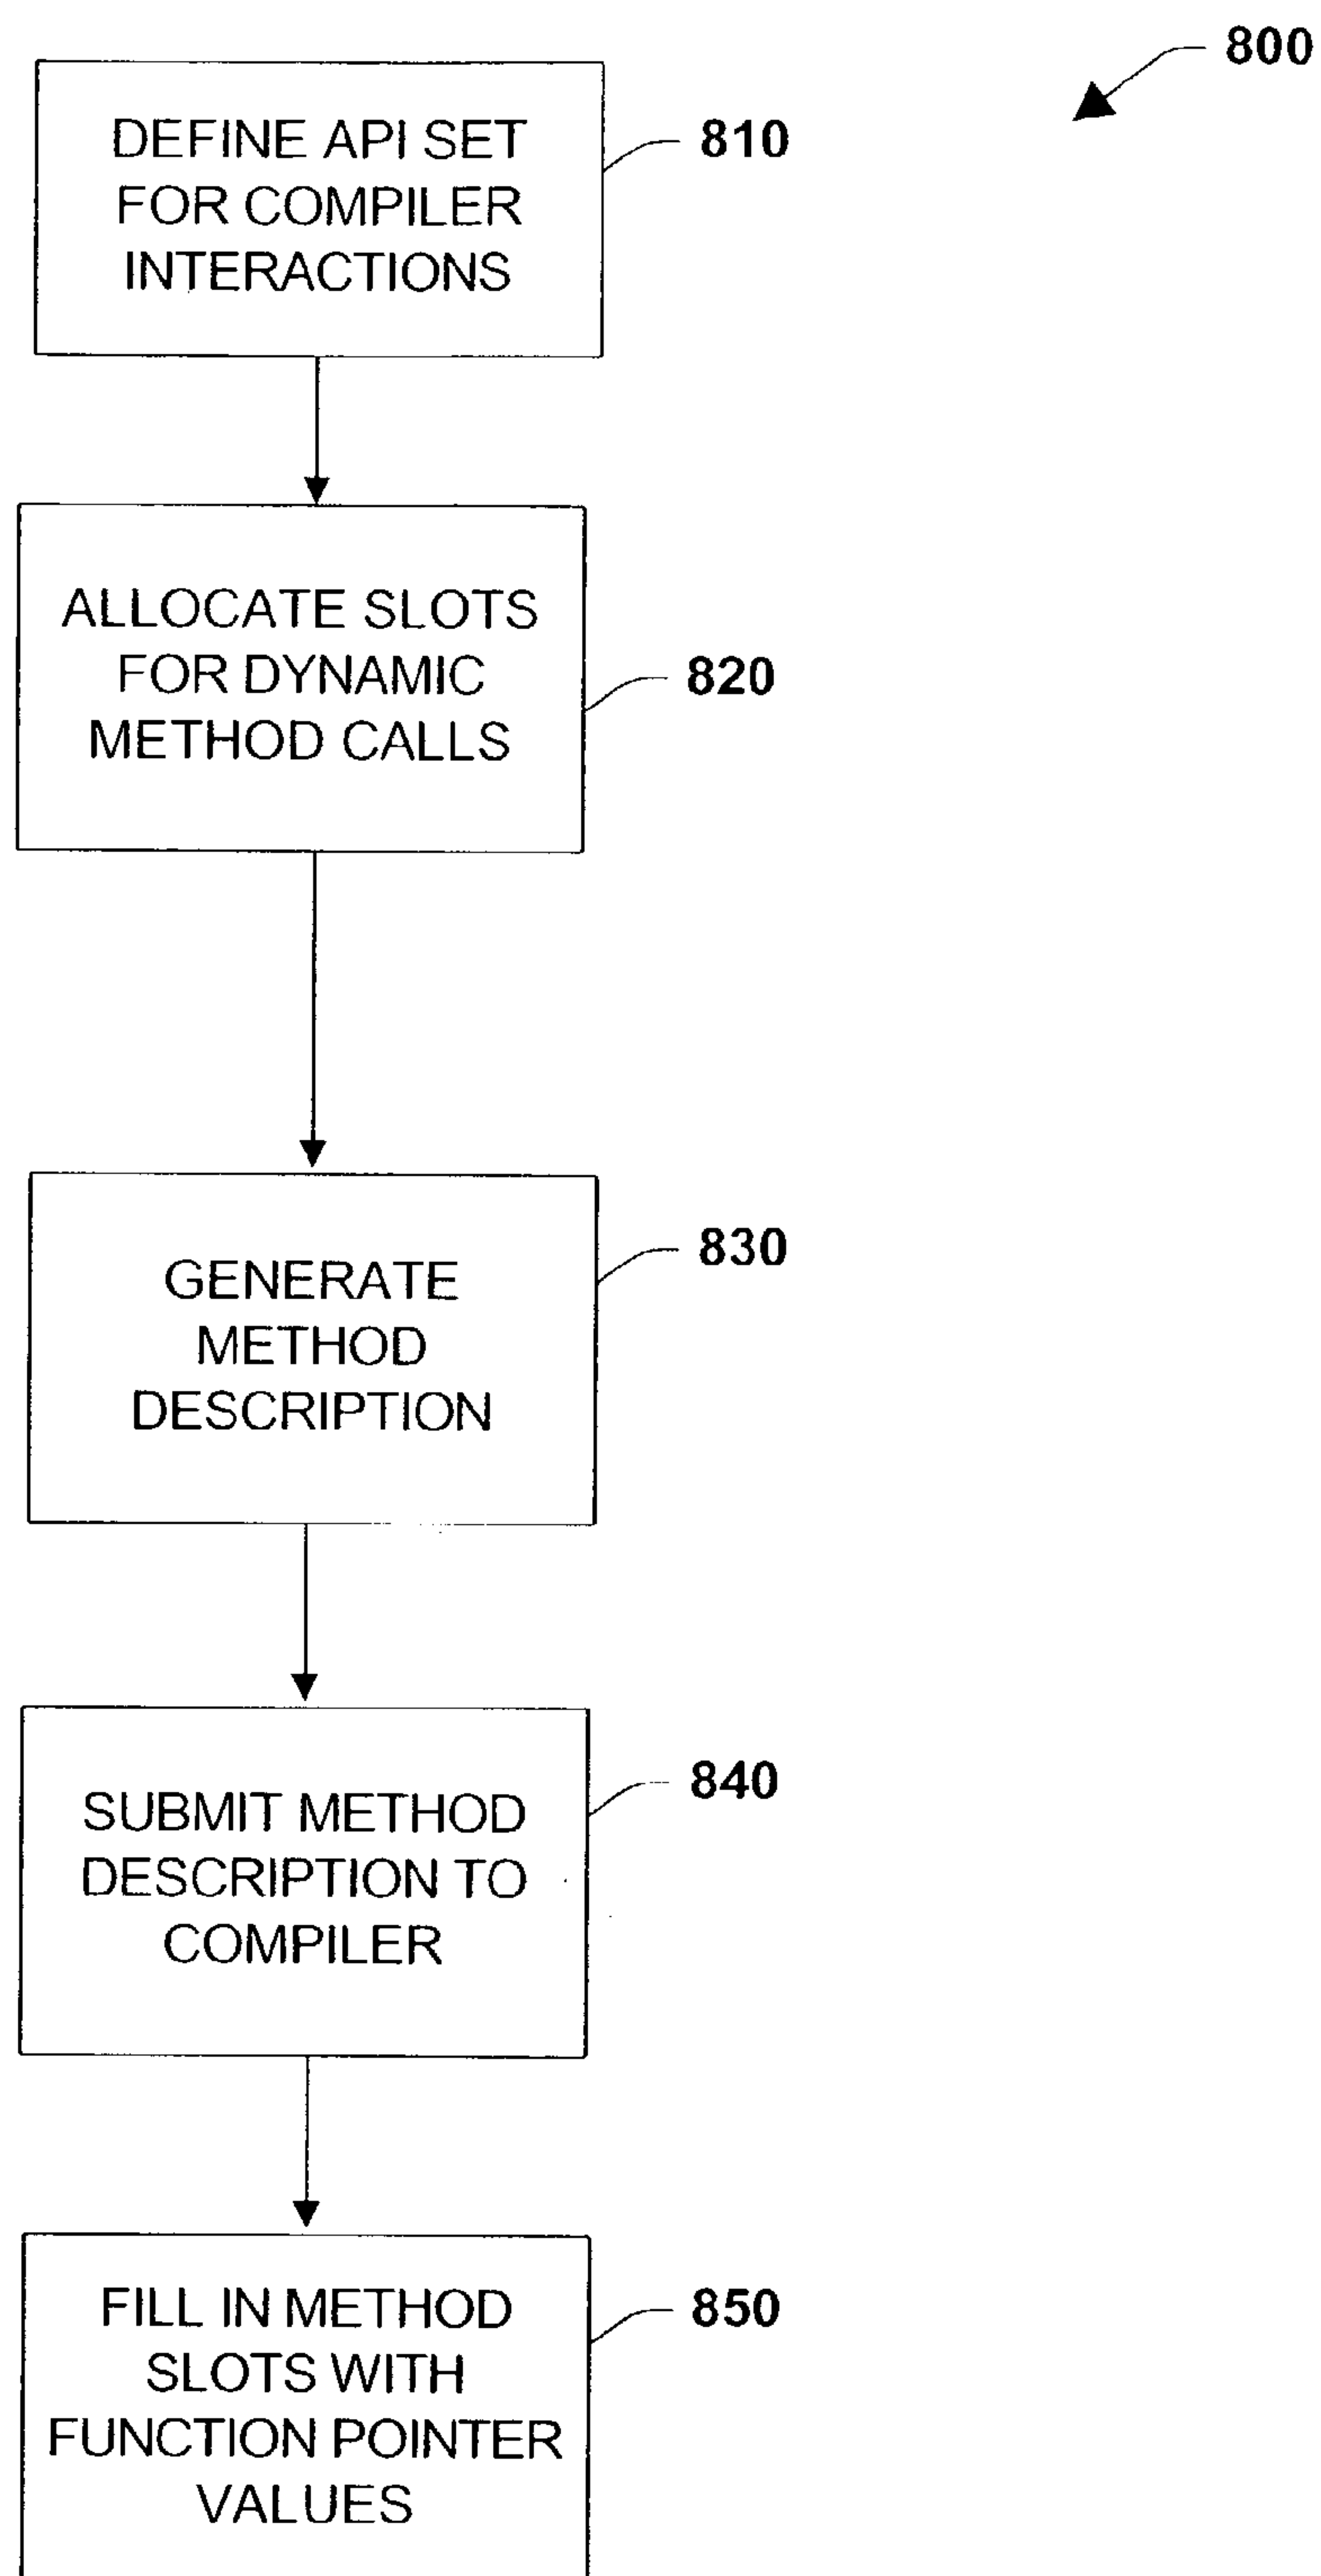 800
DEFINE API SET
FOR COMPILER
INTERACTIONS
810
ALLOCATE SLOTS
FOR DYNAMIC
METHOD CALLS
820
GENERATE
METHOD
DESCRIPTION
830
SUBMIT METHOD
DESCRIPTION TO
COMPILER
840
FILL IN METHOD
SLOTS WITH
FUNCTION POINTER
VALUES
850